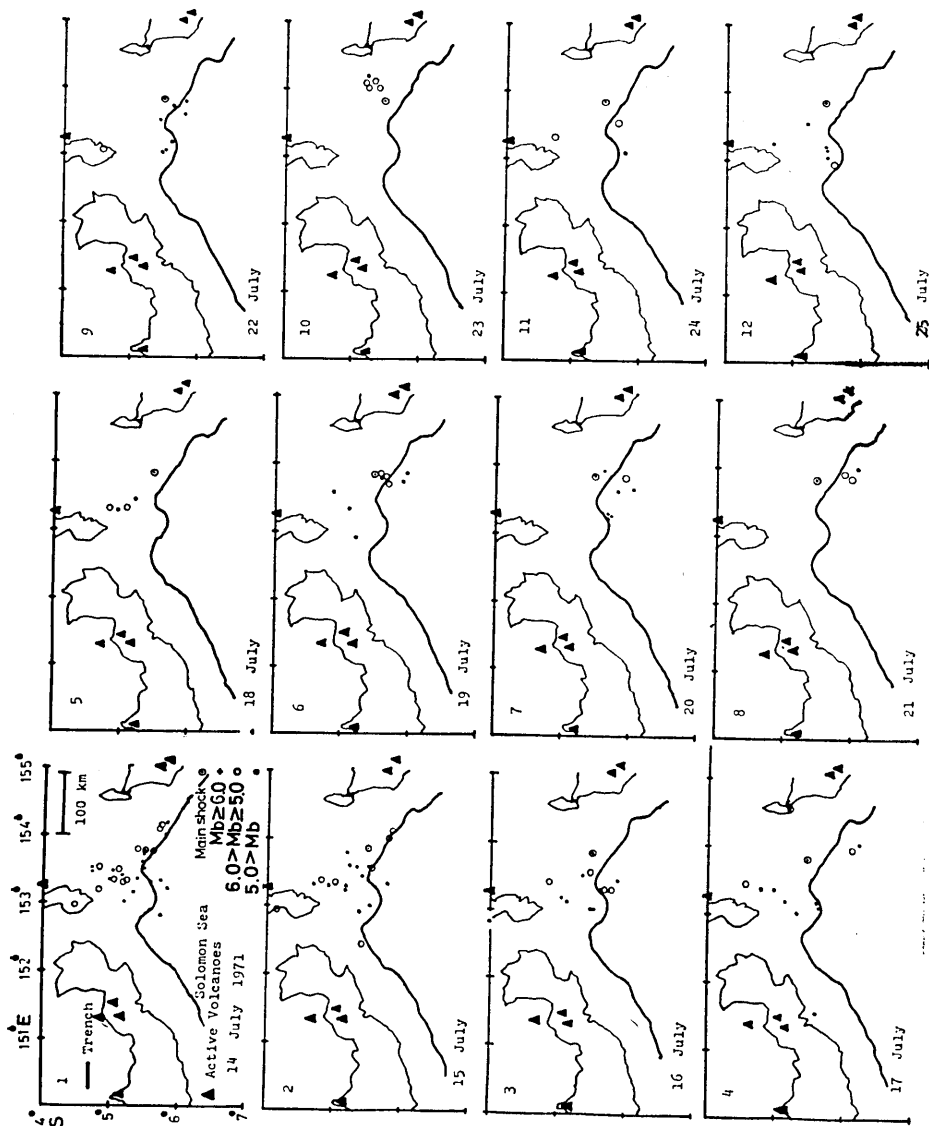 151°E 152° 153° 154° 155°
4°
S
5°
6°
7°
1
Trench
100 km
Solomon Sea
Active Volcanoes
14 July 1971
Main shock
Mb≥6.0
6.0>Mb≥5.0
5.0>Mb
2
15 July
3
16 July
4
17 July
5
18 July
6
19 July
7
20 July
8
21 July
9
22 July
10
23 July
11
24 July
12
25 July